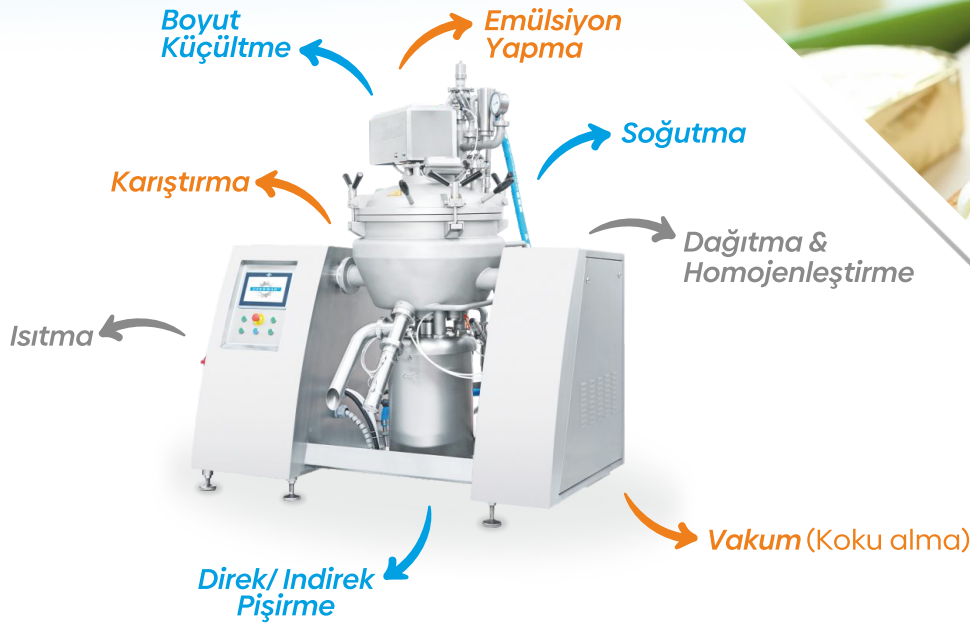 Boyut
Küçültme
Emülsiyon
Yapma
Soğutma
Karıştırma
Dağıtma &
Homojenleştirme
Isıtma
Vakum (Koku alma)
Direk/ Indirek
Pişirme